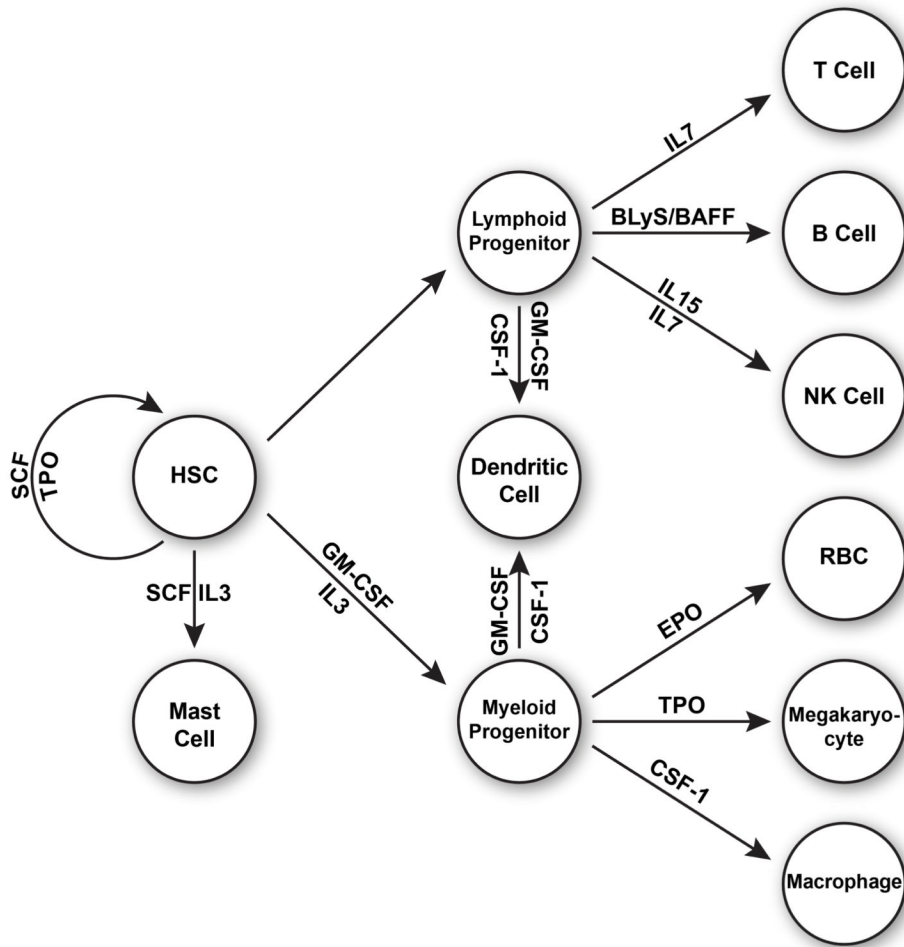 T Cell
IL7
Lymphoid
Progenitor
BLyS/BAFF
B Cell
IL15
IL7
CSF-1
GM-CSF
NK Cell
SCF
TPO
HSC
Dendritic
Cell
SCF IL3
GM-CSF
IL3
GM-CSF
CSF-1
EPO
RBC
Mast
Cell
Myeloid
Progenitor
TPO
Megakaryo-
cyte
CSF-1
Macrophage